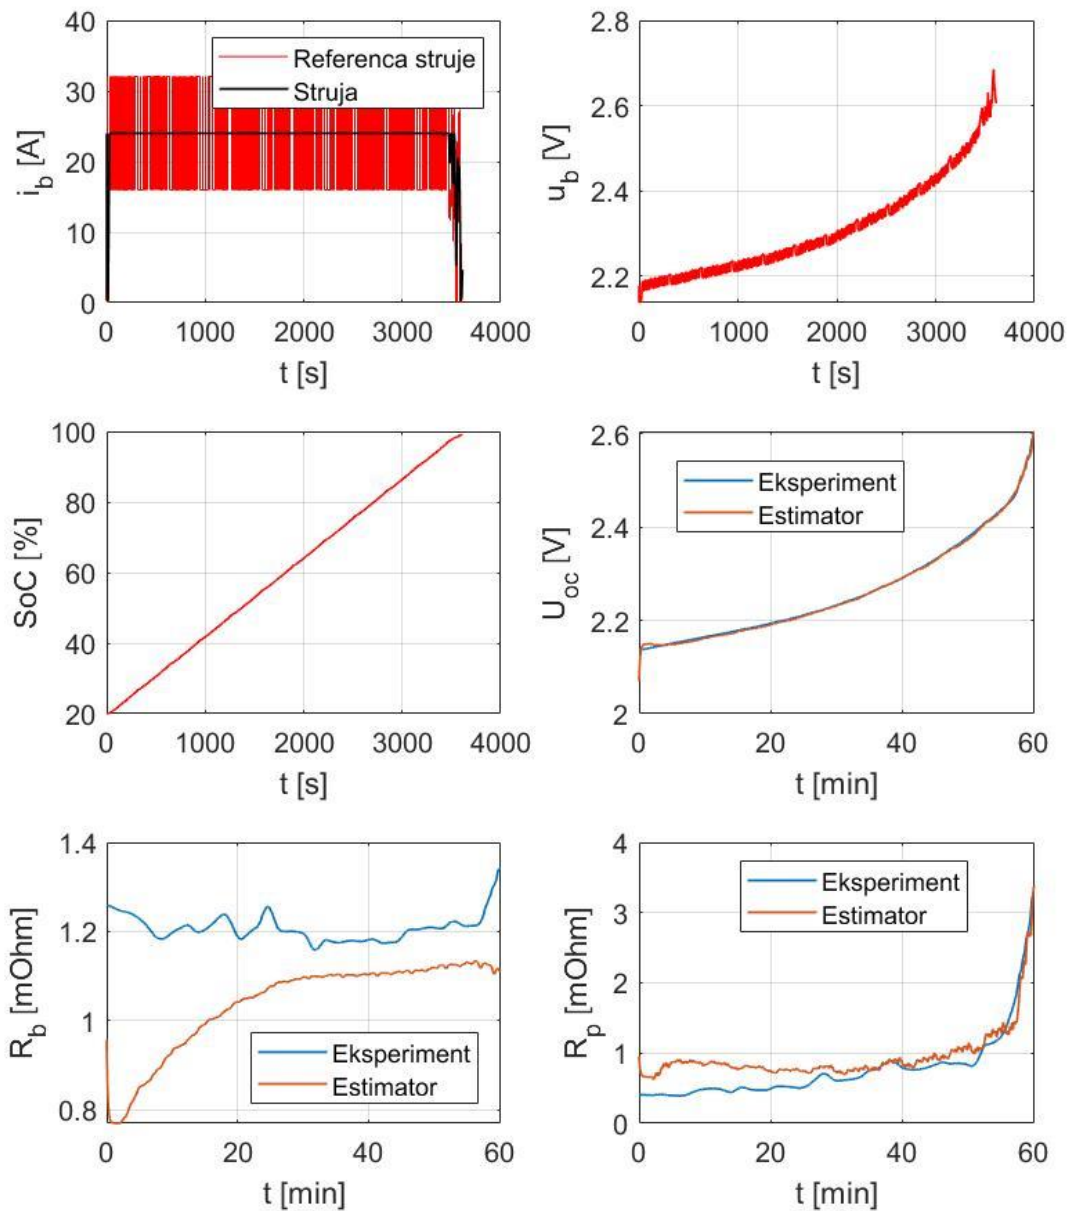 40
30
20
10
0
i_b [A]
Referenca struje
Struja
0 1000 2000 3000 4000
t [s]
2.8
2.6
2.4
2.2
u_b [V]
0 1000 2000 3000 4000
t [s]
100
80
60
40
20
SoC [%]
0 1000 2000 3000 4000
t [s]
2.6
2.4
2.2
2
U_oc [V]
Eksperiment
Estimator
0 20 40 60
t [min]
1.4
1.2
1
0.8
R_b [mOhm]
Eksperiment
Estimator
0 20 40 60
t [min]
4
3
2
1
0
R_p [mOhm]
Eksperiment
Estimator
0 20 40 60
t [min]